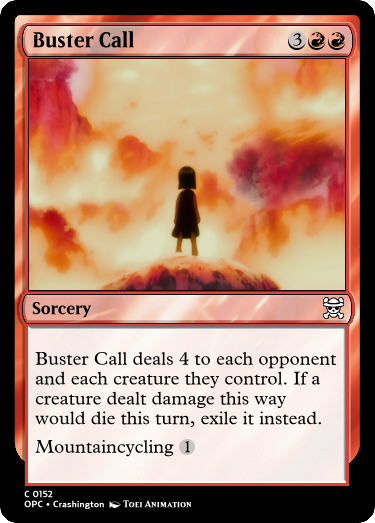 Buster Call 3
Sorcery
Buster Call deals 4 to each opponent
and each creature they control. If a
creature dealt damage this way
would die this turn, exile it instead.
Mountaincycling 1
C 0152
OPC • Crashington TOEI ANIMATION